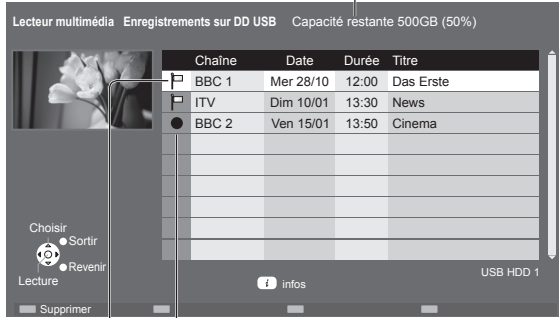 Lecteur multimédia Enregistrements sur DD USB Capacité restante 500GB (50%)
Chaîne Date Durée Titre
BBC 1 Mer 28/10 12:00 Das Erste
ITV Dim 10/01 13:30 News
BBC 2 Ven 15/01 13:50 Cinema
Choisir
Sortir
Revenir
Lecture
i infos
USB HDD 1
Supprimer